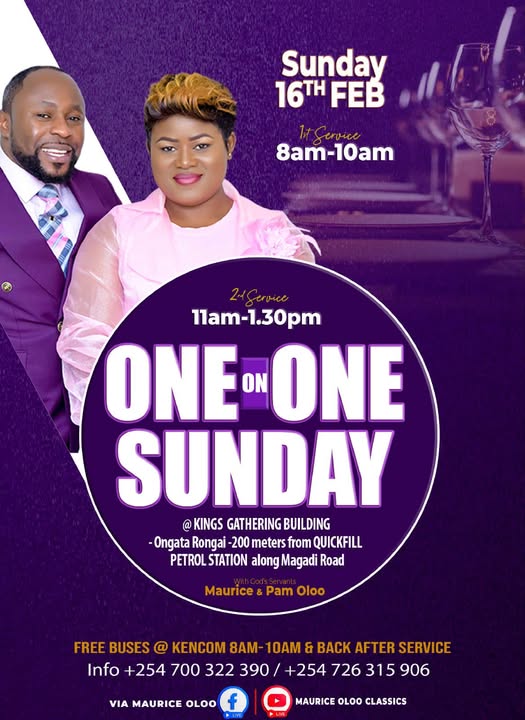 Sunday
16TH FEB
1st Service
8am-10am
2nd Service
11am-1.30pm
ONE ON ONE
SUNDAY
@ KINGS GATHERING BUILDING
- Ongata Rongai -200 meters from QUICKFILL
PETROL STATION along Magadi Road
With God's Servants
Maurice & Pam Oloo
FREE BUSES @ KENCOM 8AM-10AM & BACK AFTER SERVICE
Info +254 700 322 390 / +254 726 315 906
VIA MAURICE OLOO LIVE | LIVE MAURICE OLOO CLASSICS